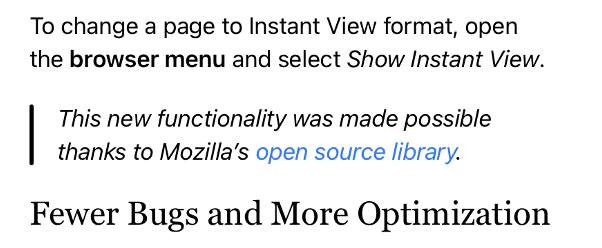 To change a page to Instant View format, open
the browser menu and select Show Instant View.
This new functionality was made possible
thanks to Mozilla’s open source library.
Fewer Bugs and More Optimization